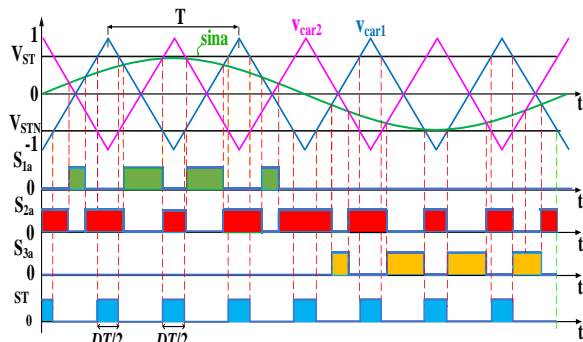 1 T sina v_car2 v_car1
V_ST
0 t
V_STN
-1
S_1a
0 t
S_2a
0 t
S_3a
0 t
ST
0 t
DT/2 DT/2